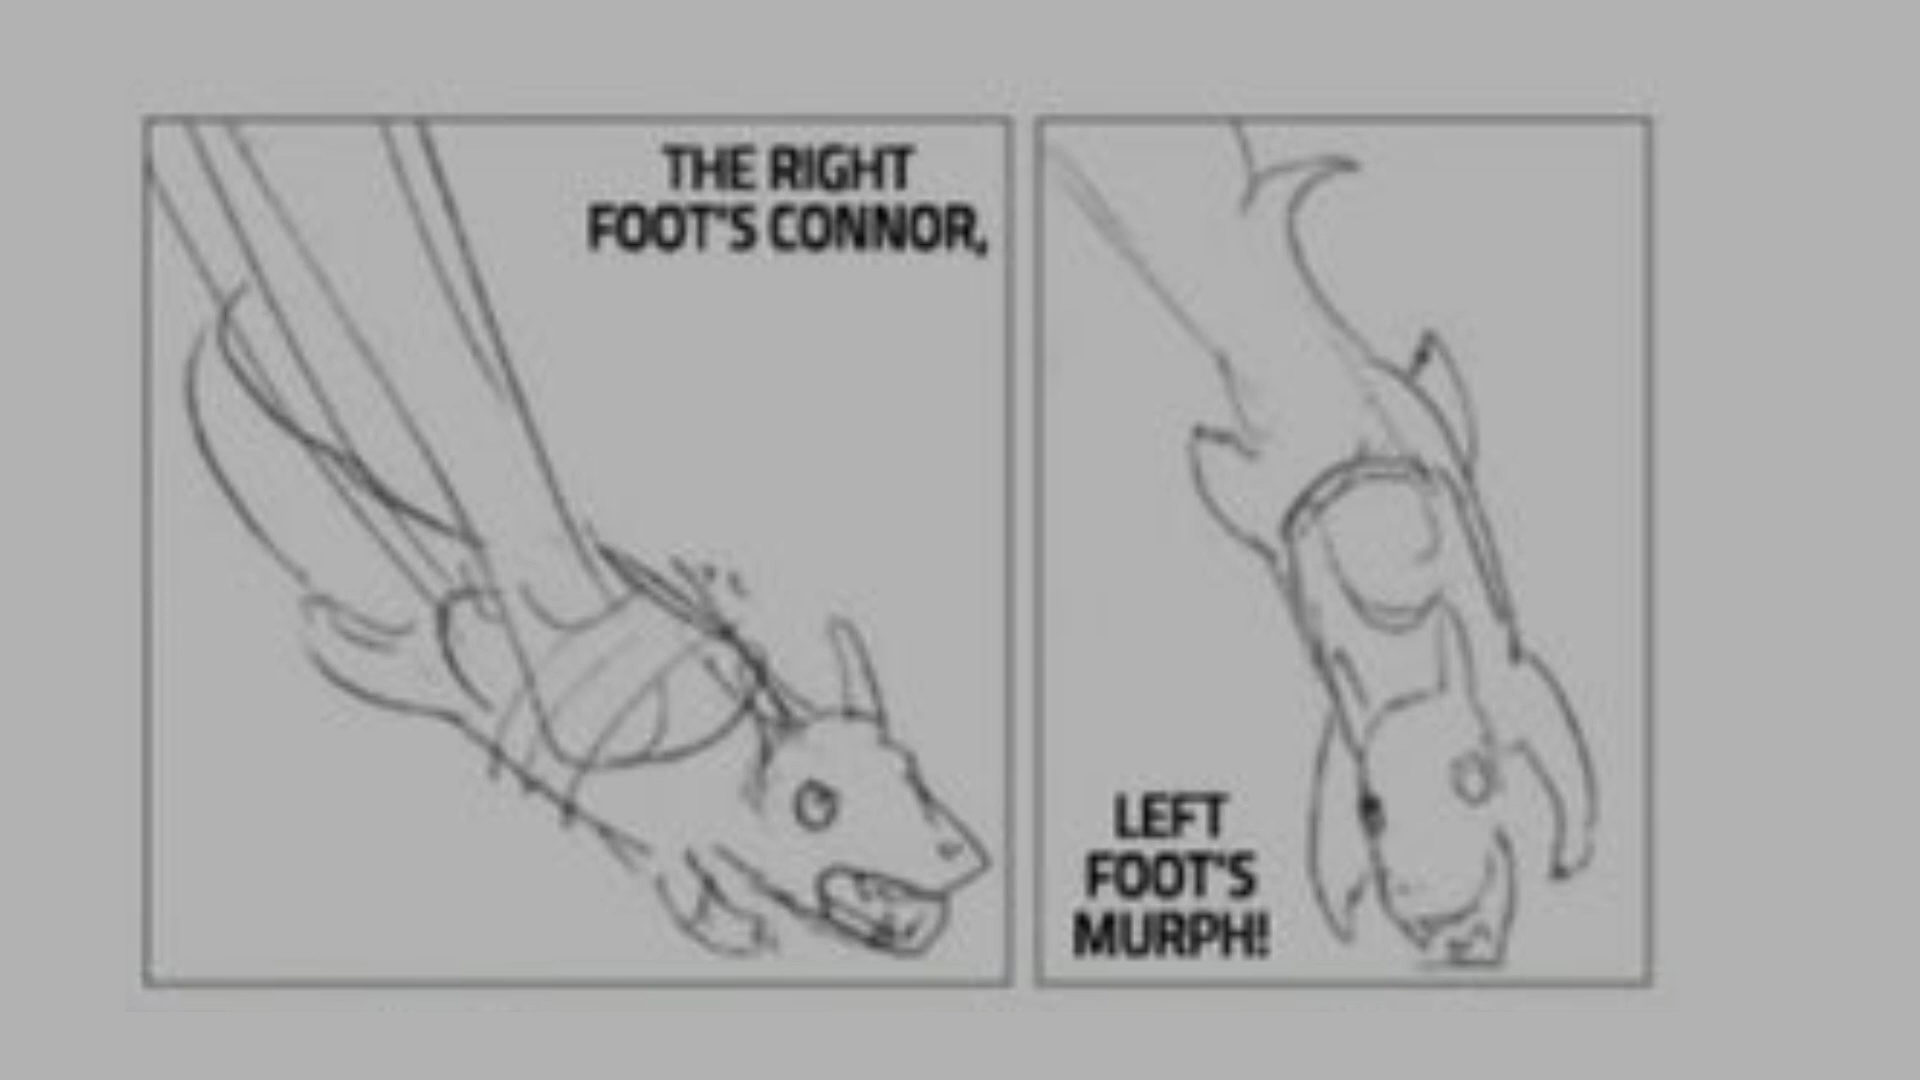 THE RIGHT
FOOT'S CONNOR,
LEFT
FOOT'S
MURPH!